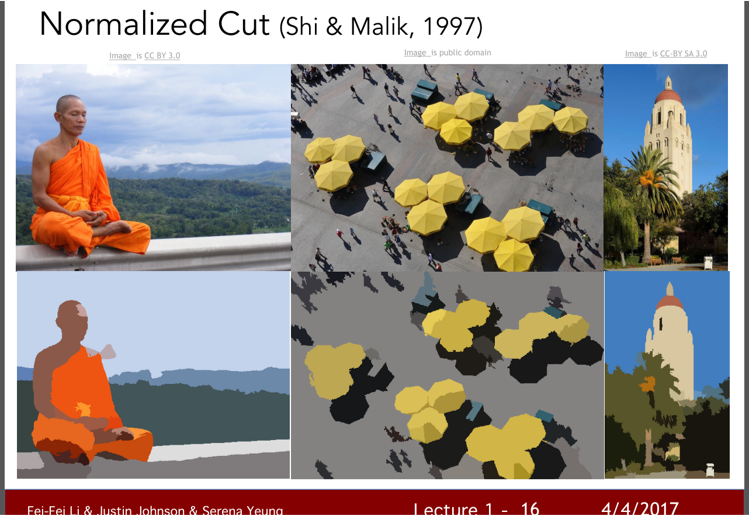 Normalized Cut (Shi & Malik, 1997)
Image is CC BY 3.0
Image is public domain
Image is CC-BY SA 3.0
Fei-Fei Li & Justin Johnson & Serena Yeung
Lecture 1 - 16
4/4/2017